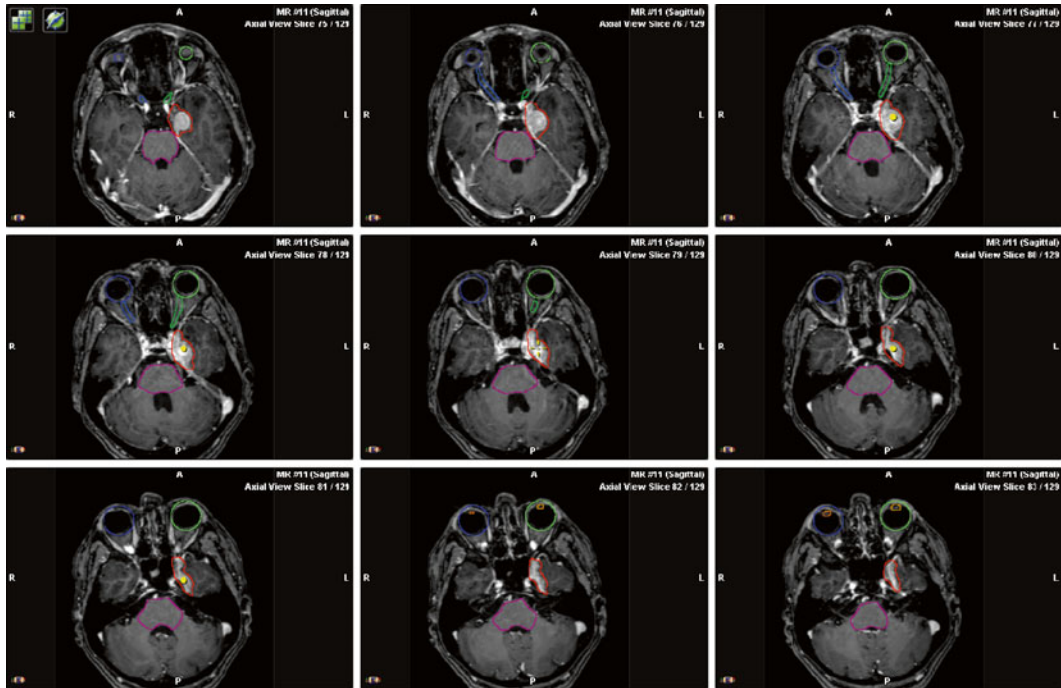 A
MR #11 (Sagittal)
Axial View Slice 75 / 129
R
L
P
A
MR #11 (Sagittal)
Axial View Slice 76 / 129
R
L
P
A
MR #11 (Sagittal)
Axial View Slice 77 / 129
R
L
P
A
MR #11 (Sagittal)
Axial View Slice 78 / 129
R
L
P
A
MR #11 (Sagittal)
Axial View Slice 79 / 129
R
L
P
A
MR #11 (Sagittal)
Axial View Slice 80 / 129
R
L
P
A
MR #11 (Sagittal)
Axial View Slice 81 / 129
R
L
P
A
MR #11 (Sagittal)
Axial View Slice 82 / 129
R
L
P
A
MR #11 (Sagittal)
Axial View Slice 83 / 129
R
L
P